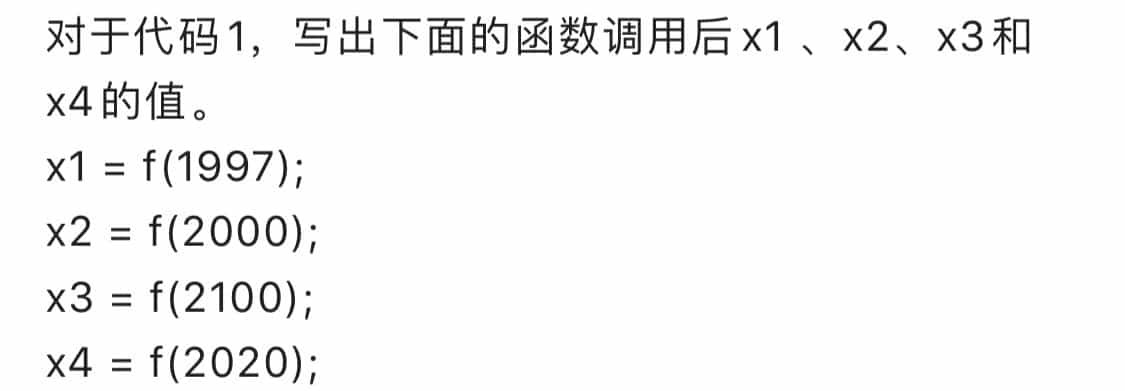 对于代码1，写出下面的函数调用后x1、x2、x3和
x4的值。
x1 = f(1997);
x2 = f(2000);
x3 = f(2100);
x4 = f(2020);